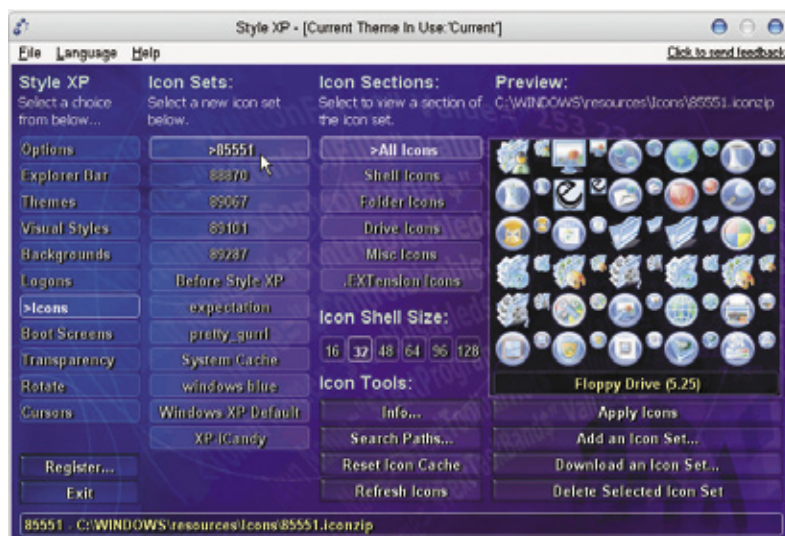 Style XP - [Current Theme In Use:'Current']
File Language Help
Click to send feedback
Style XP
Select a choice
from below...
Options
Explorer Bar
Themes
Visual Styles
Backgrounds
Logons
>Icons
Boot Screens
Transparency
Rotate
Cursors
Register...
Exit
Icon Sets:
Select a new icon set
below.
>85551
88870
89067
89101
89287
Before Style XP
expectation
pretty_gurrl
System Cache
windows blue
Windows XP Default
XP-ICandy
Icon Sections:
Select to view a section of
the icon set.
>All Icons
Shell Icons
Folder Icons
Drive Icons
Misc Icons
.EXTension Icons
Icon Shell Size:
16 32 48 64 96 128
Icon Tools:
Info...
Search Paths...
Reset Icon Cache
Refresh Icons
Preview:
C:\WINDOWS\resources\Icons\85551.iconzip
Floppy Drive (5.25)
Apply Icons
Add an Icon Set...
Download an Icon Set...
Delete Selected Icon Set
85551 - C:\WINDOWS\resources\Icons\85551.iconzip